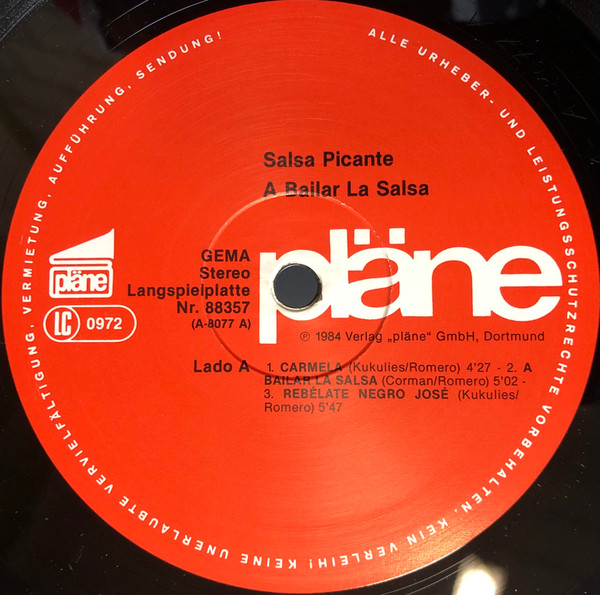 ALLE URHEBER- UND LEISTUNGSSCHUTZRECHTE VORBEHALTEN. KEIN VERLEIH! KEINE UNERLAUBTE VERVIELFÄLTIGUNG, VERMIETUNG, AUFFÜHRUNG, SENDUNG!
Salsa Picante
A Bailar La Salsa
pläne
LC 0972
GEMA
Stereo
Langspielplatte
Nr. 88357
(A-8077 A)
pläne
℗ 1984 Verlag „pläne“ GmbH, Dortmund
Lado A
1. CARMELA (Kukulies/Romero) 4'27 - 2. A
BAILAR LA SALSA (Corman/Romero) 5'02 -
3. REBÉLATE NEGRO JOSÈ (Kukulies/
Romero) 5'47